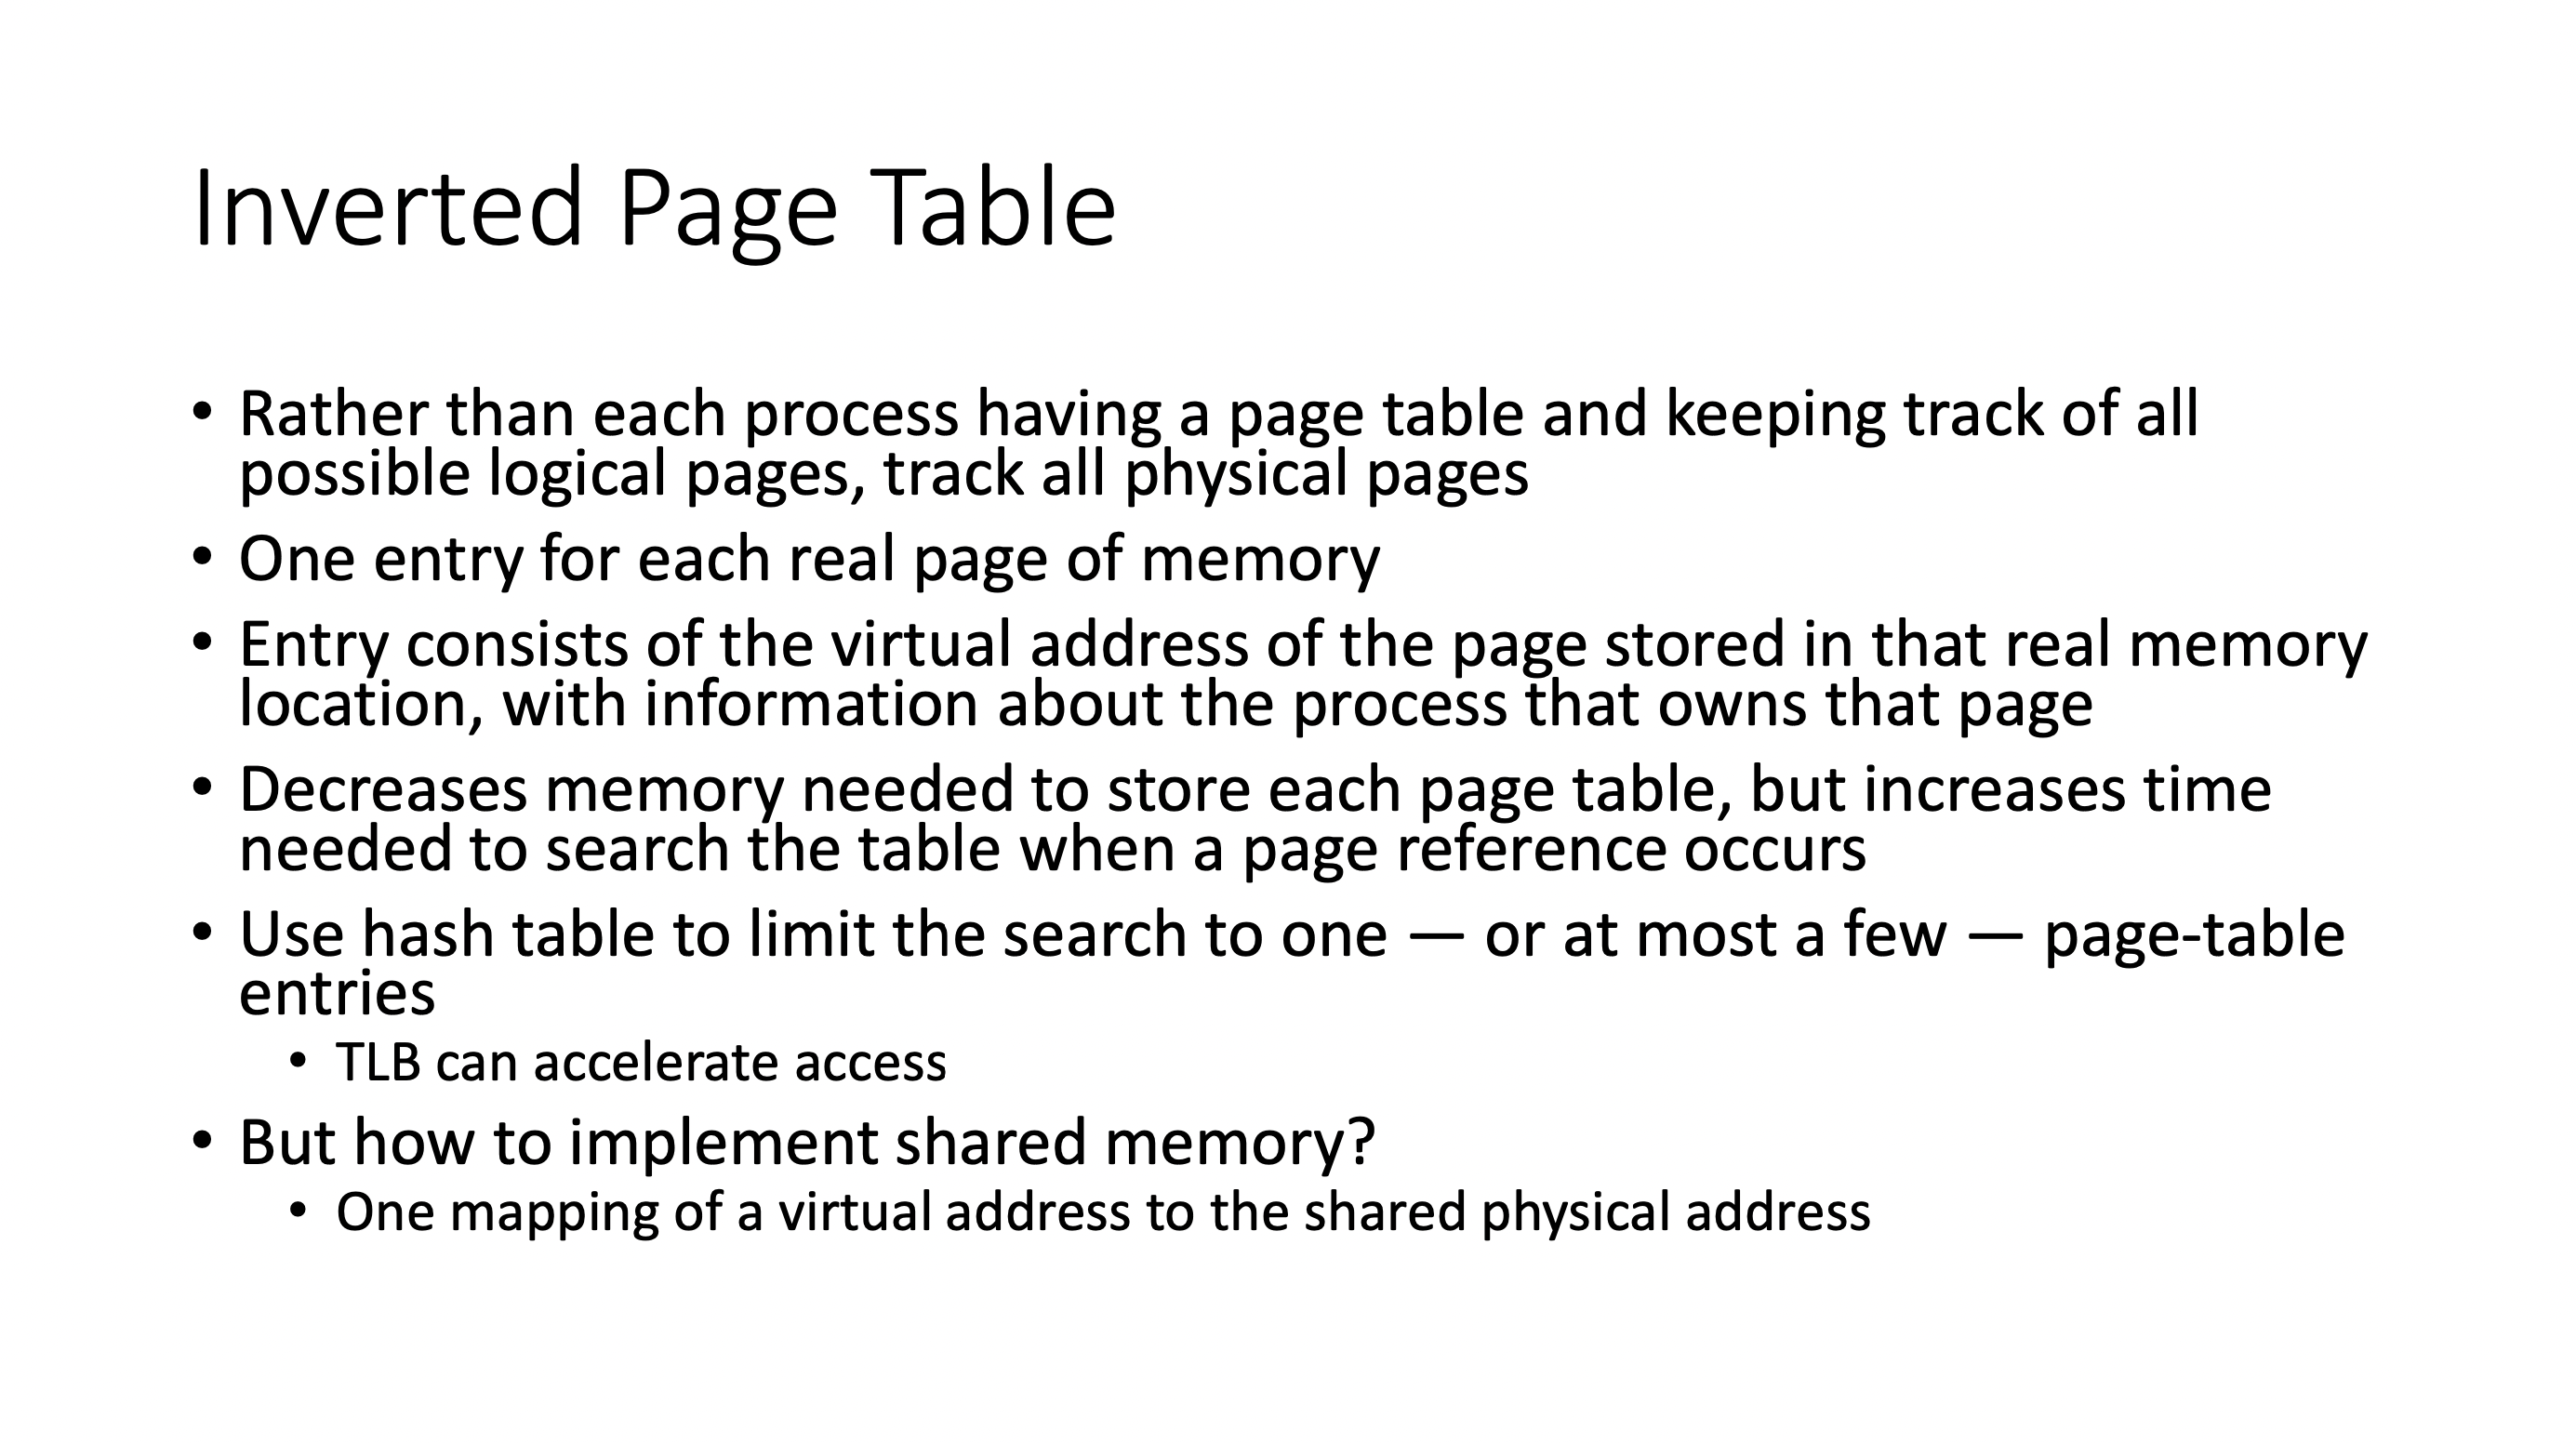 Inverted Page Table
• Rather than each process having a page table and keeping track of all
possible logical pages, track all physical pages
• One entry for each real page of memory
• Entry consists of the virtual address of the page stored in that real memory
location, with information about the process that owns that page
• Decreases memory needed to store each page table, but increases time
needed to search the table when a page reference occurs
• Use hash table to limit the search to one — or at most a few — page-table
entries
• TLB can accelerate access
• But how to implement shared memory?
• One mapping of a virtual address to the shared physical address